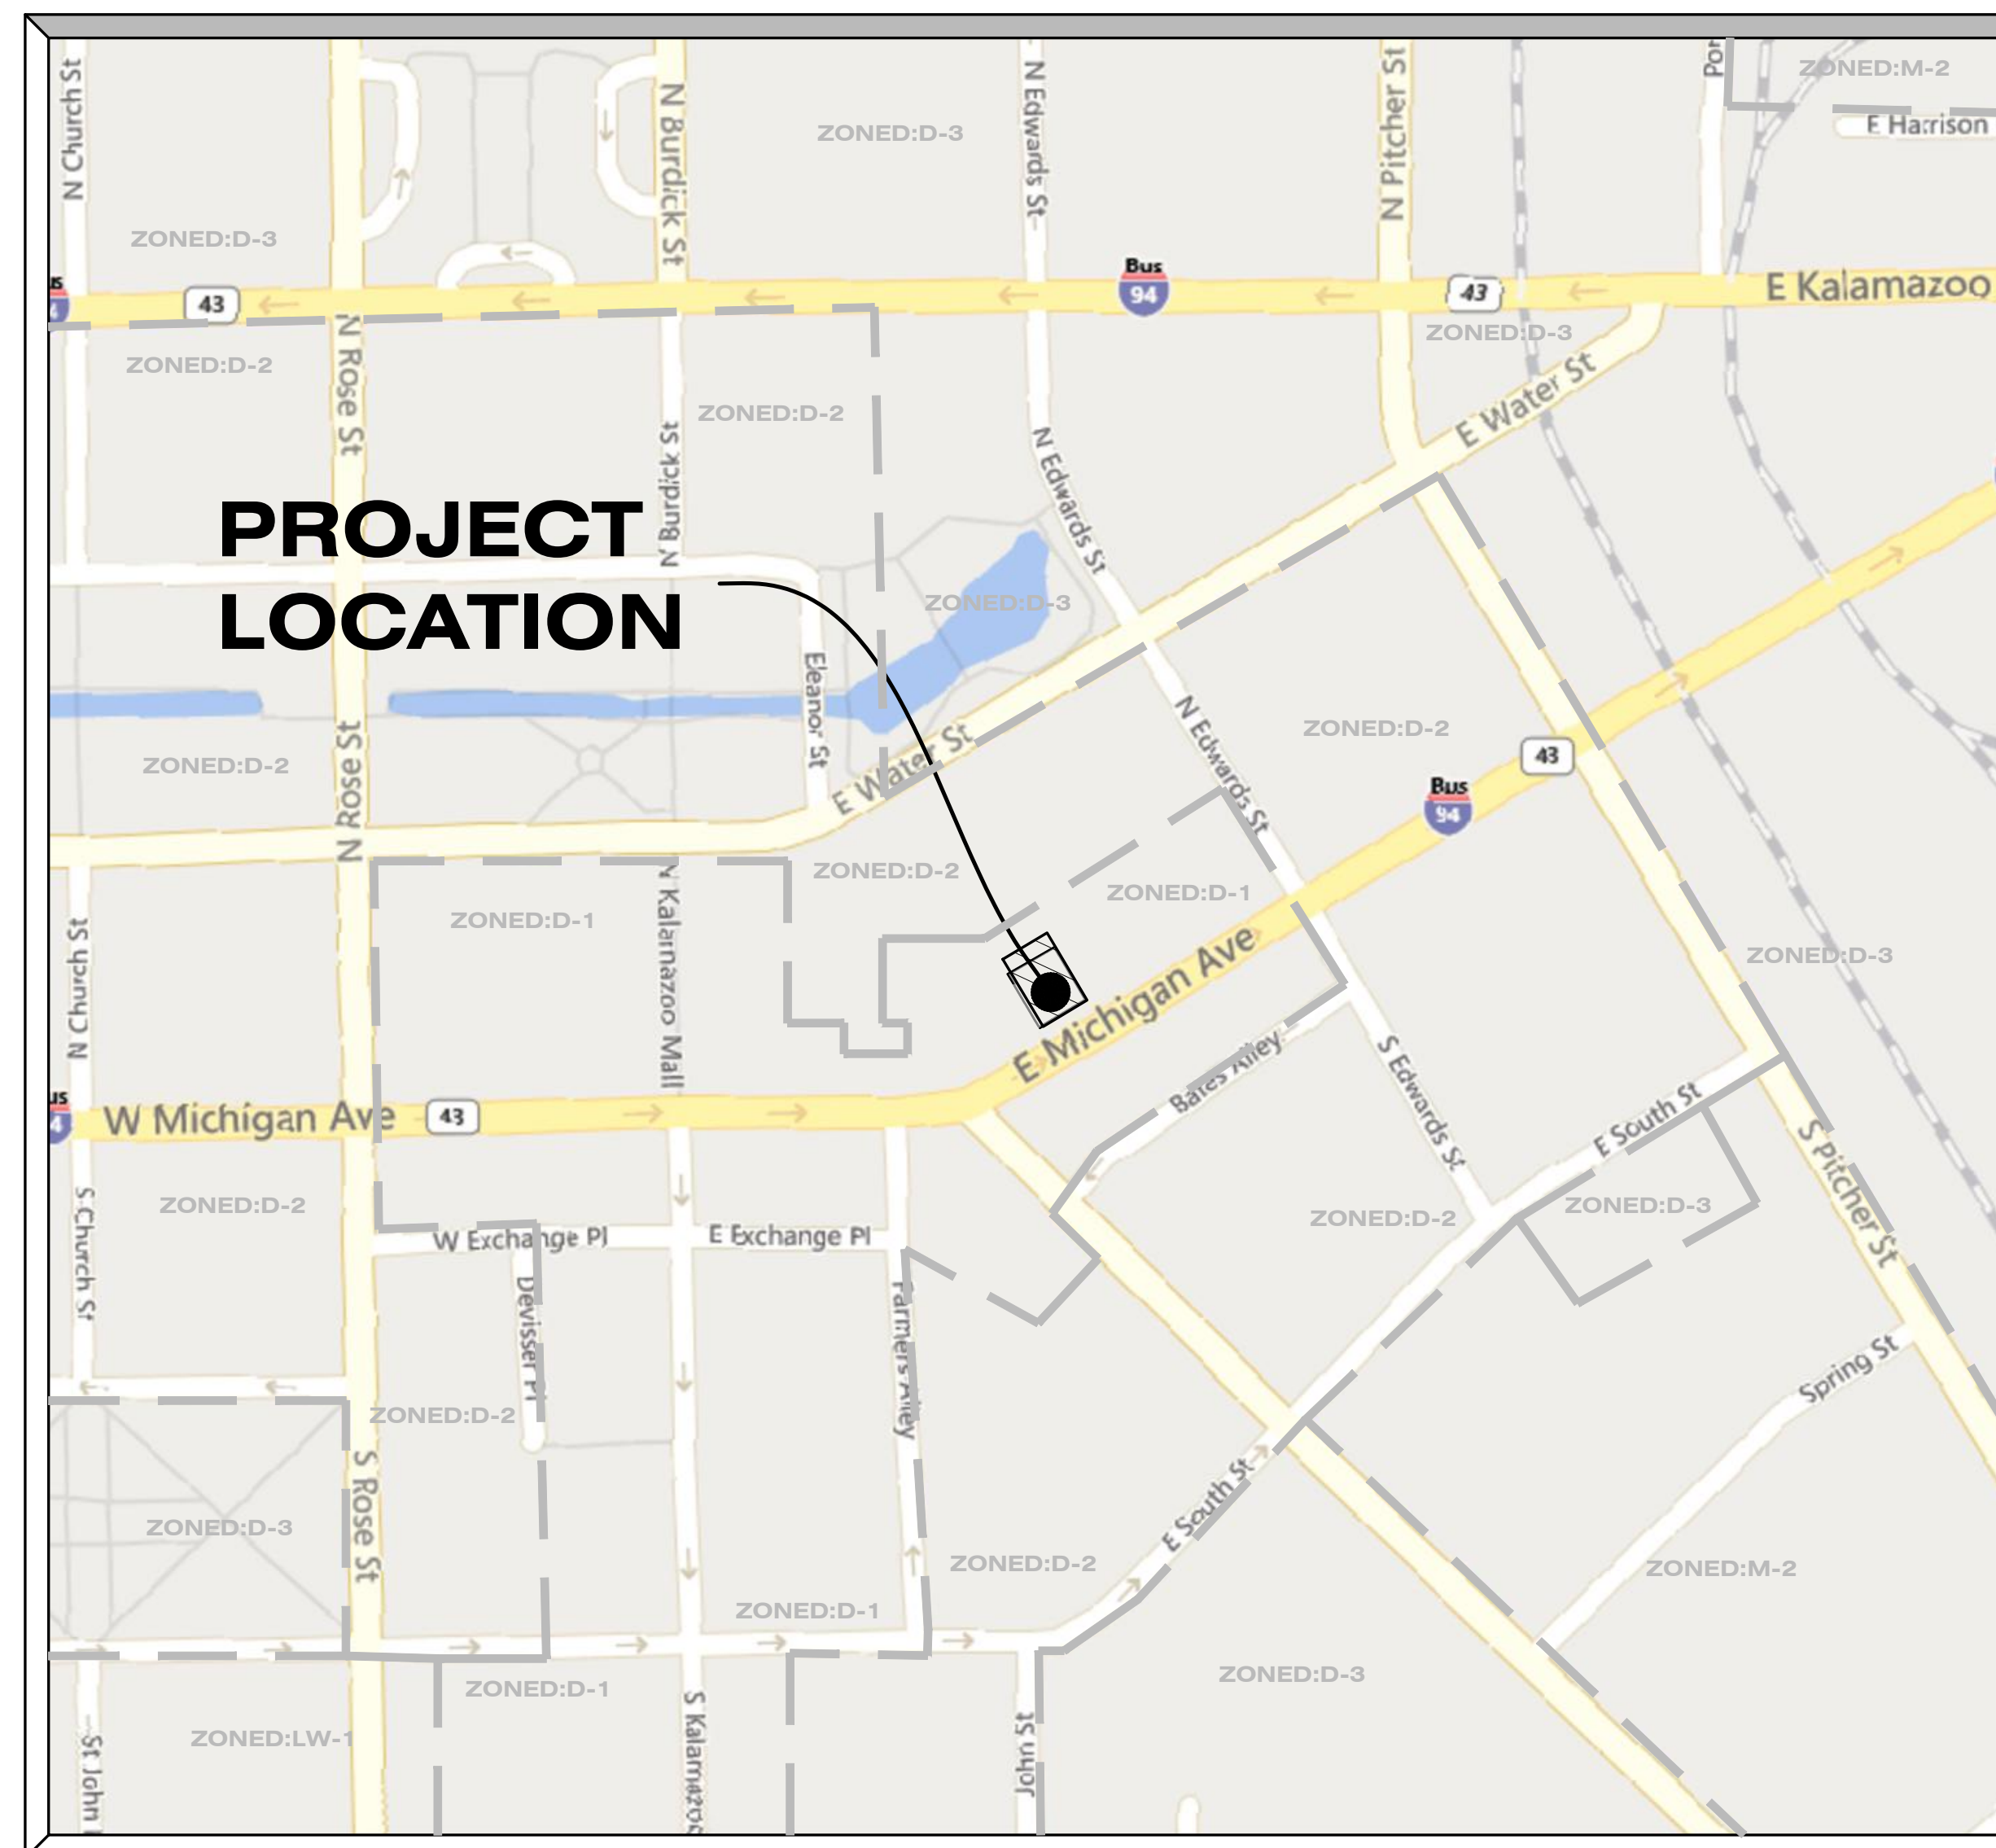 N Church St
N Burdick St
N Edwards St
N Pitcher St
Por
ZONED:M-2
E Harrison
ZONED:D-3
ZONED:D-3
43
Bus
94
43
E Kalamazoo
ZONED:D-3
ZONED:D-2
N Rose St
ZONED:D-2
N Burdick St
N Edwards St
E Water St
PROJECT
LOCATION
ZONED:D-3
Eleanor St
N Rose St
E Water St
N Edwards St
ZONED:D-2
43
Bus
94
ZONED:D-2
ZONED:D-2
ZONED:D-1
ZONED:D-1
N Kalamazoo Mall
N Church St
E Michigan Ave
ZONED:D-3
W Michigan Ave
43
Bates Alley
S Edwards St
E South St
S Pitcher St
S Church St
ZONED:D-2
W Exchange Pl
E Exchange Pl
ZONED:D-2
ZONED:D-3
Devisser Pl
Farmers Alley
Spring St
ZONED:D-2
S Rose St
ZONED:D-3
E South St
ZONED:D-2
ZONED:M-2
ZONED:D-1
ZONED:D-3
ZONED:D-1
ZONED:LW-1
St John
S Kalamazoo
John St